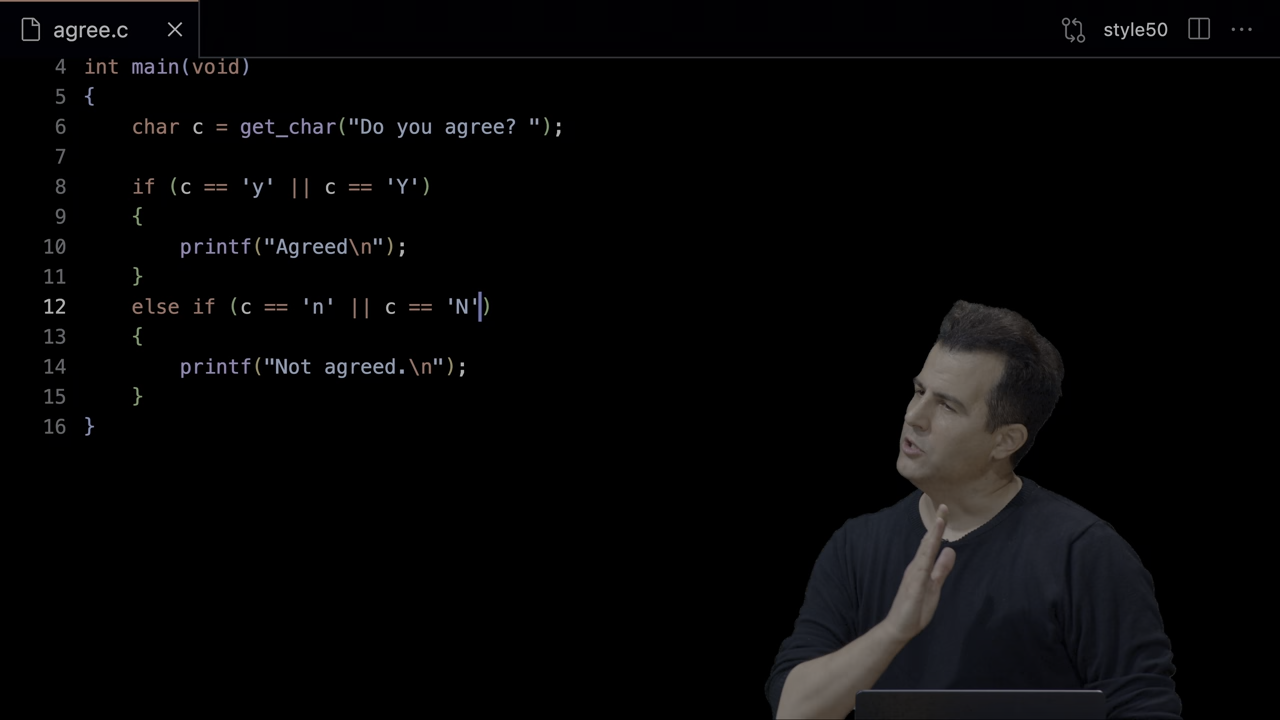 agree.c
style50
4 int main(void)
5 {
6 char c = get_char("Do you agree? ");
7
8 if (c == 'y' || c == 'Y')
9 {
10 printf("Agreed\n");
11 }
12 else if (c == 'n' || c == 'N')
13 {
14 printf("Not agreed.\n");
15 }
16 }